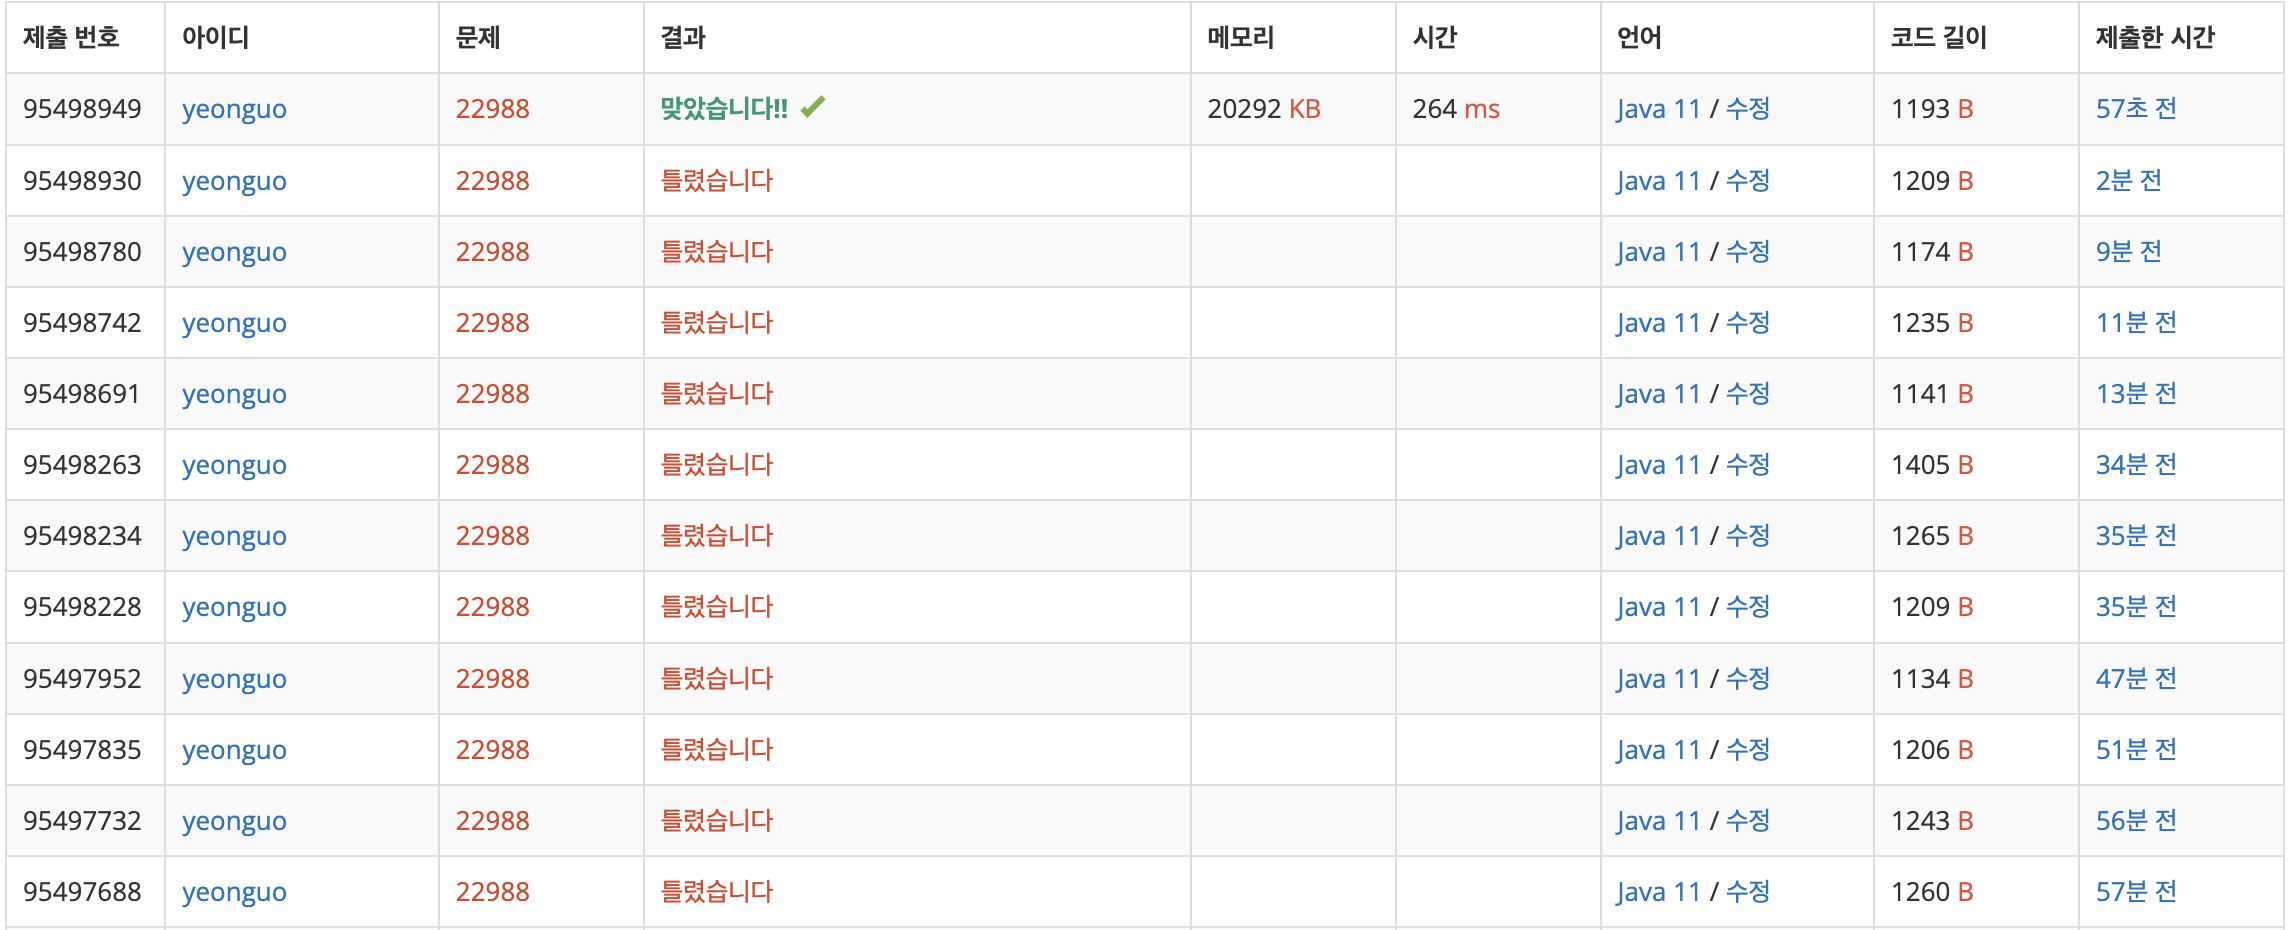 제출 번호 아이디 문제 결과 메모리 시간 언어 코드 길이 제출한 시간
95498949 yeonguo 22988 맞았습니다!! 20292 KB 264 ms Java 11 / 수정 1193 B 57초 전
95498930 yeonguo 22988 틀렸습니다 Java 11 / 수정 1209 B 2분 전
95498780 yeonguo 22988 틀렸습니다 Java 11 / 수정 1174 B 9분 전
95498742 yeonguo 22988 틀렸습니다 Java 11 / 수정 1235 B 11분 전
95498691 yeonguo 22988 틀렸습니다 Java 11 / 수정 1141 B 13분 전
95498263 yeonguo 22988 틀렸습니다 Java 11 / 수정 1405 B 34분 전
95498234 yeonguo 22988 틀렸습니다 Java 11 / 수정 1265 B 35분 전
95498228 yeonguo 22988 틀렸습니다 Java 11 / 수정 1209 B 35분 전
95497952 yeonguo 22988 틀렸습니다 Java 11 / 수정 1134 B 47분 전
95497835 yeonguo 22988 틀렸습니다 Java 11 / 수정 1206 B 51분 전
95497732 yeonguo 22988 틀렸습니다 Java 11 / 수정 1243 B 56분 전
95497688 yeonguo 22988 틀렸습니다 Java 11 / 수정 1260 B 57분 전